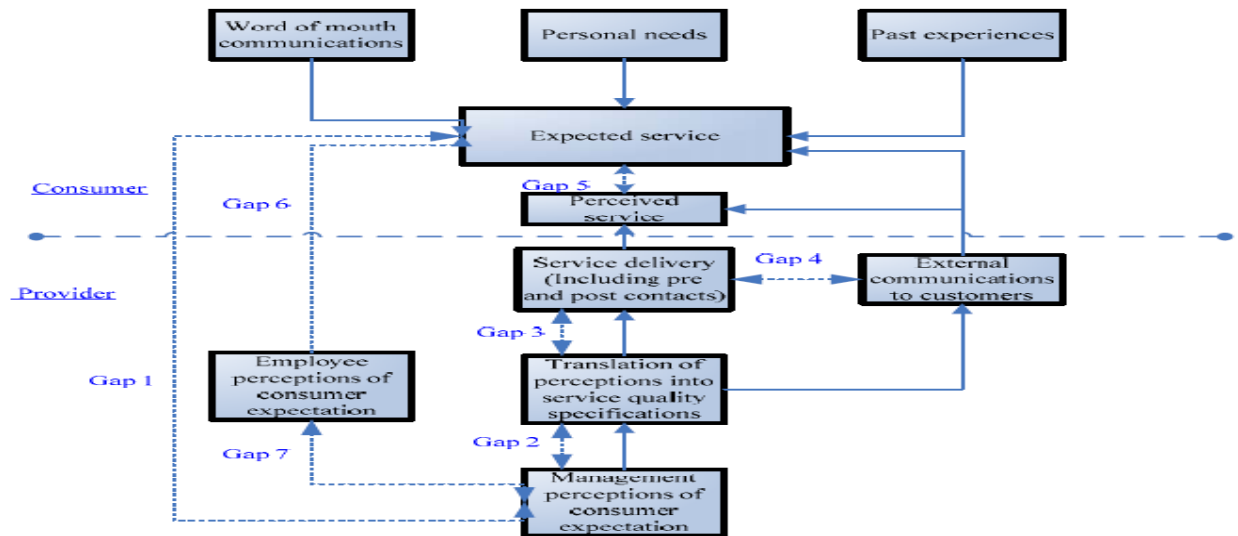 Word of mouth
communications
Personal needs
Past experiences
Expected service
Consumer
Gap 5
Gap 6
Perceived
service
Service delivery
(Including pre
and post contacts)
Gap 4
External
communications
to customers
Provider
Gap 3
Gap 1
Employee
perceptions of
consumer
expectation
Translation of
perceptions into
service quality
specifications
Gap 2
Gap 7
Management
perceptions of
consumer
expectation